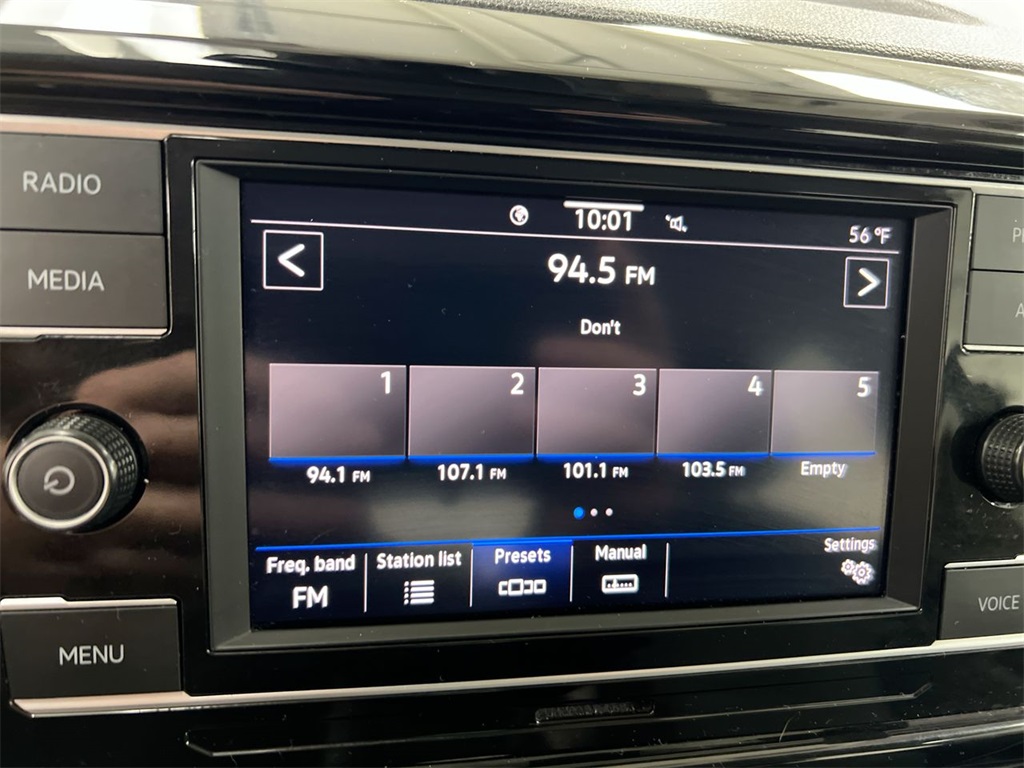 RADIO
MEDIA
10:01
56 °F
94.5 FM
Don't
1
2
3
4
5
94.1 FM
107.1 FM
101.1 FM
103.5 FM
Empty
Freq. band
FM
Station list
Presets
Manual
Settings
MENU
VOICE